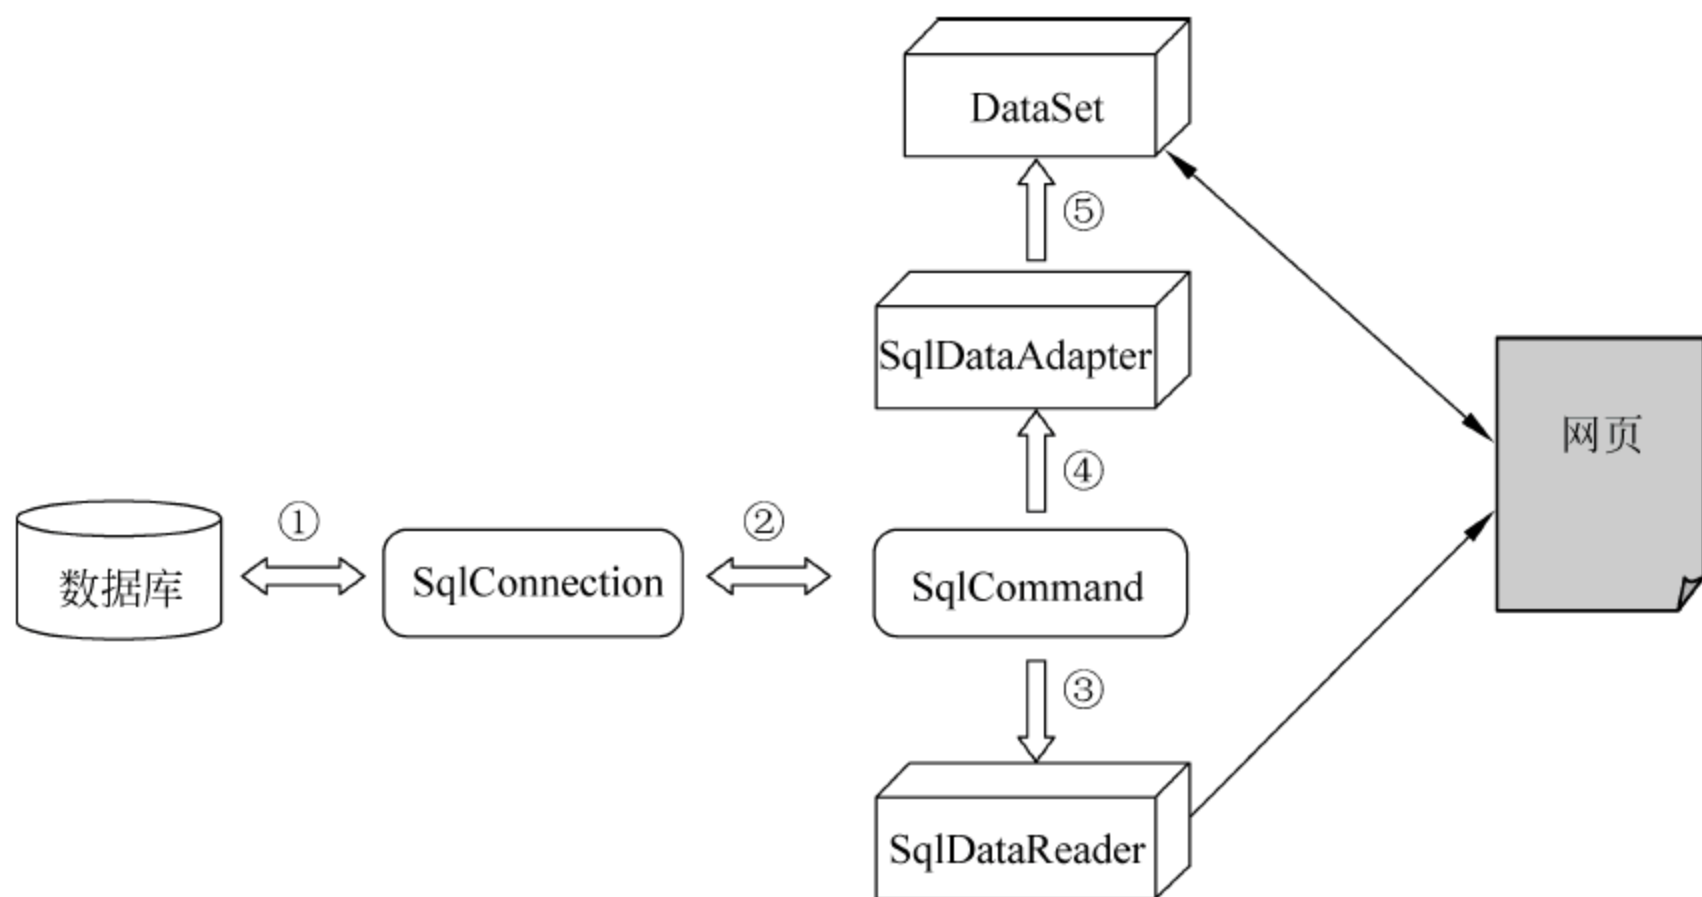 DataSet
⑤
SqlDataAdapter
网页
④
① ②
数据库 SqlConnection SqlCommand
③
SqlDataReader